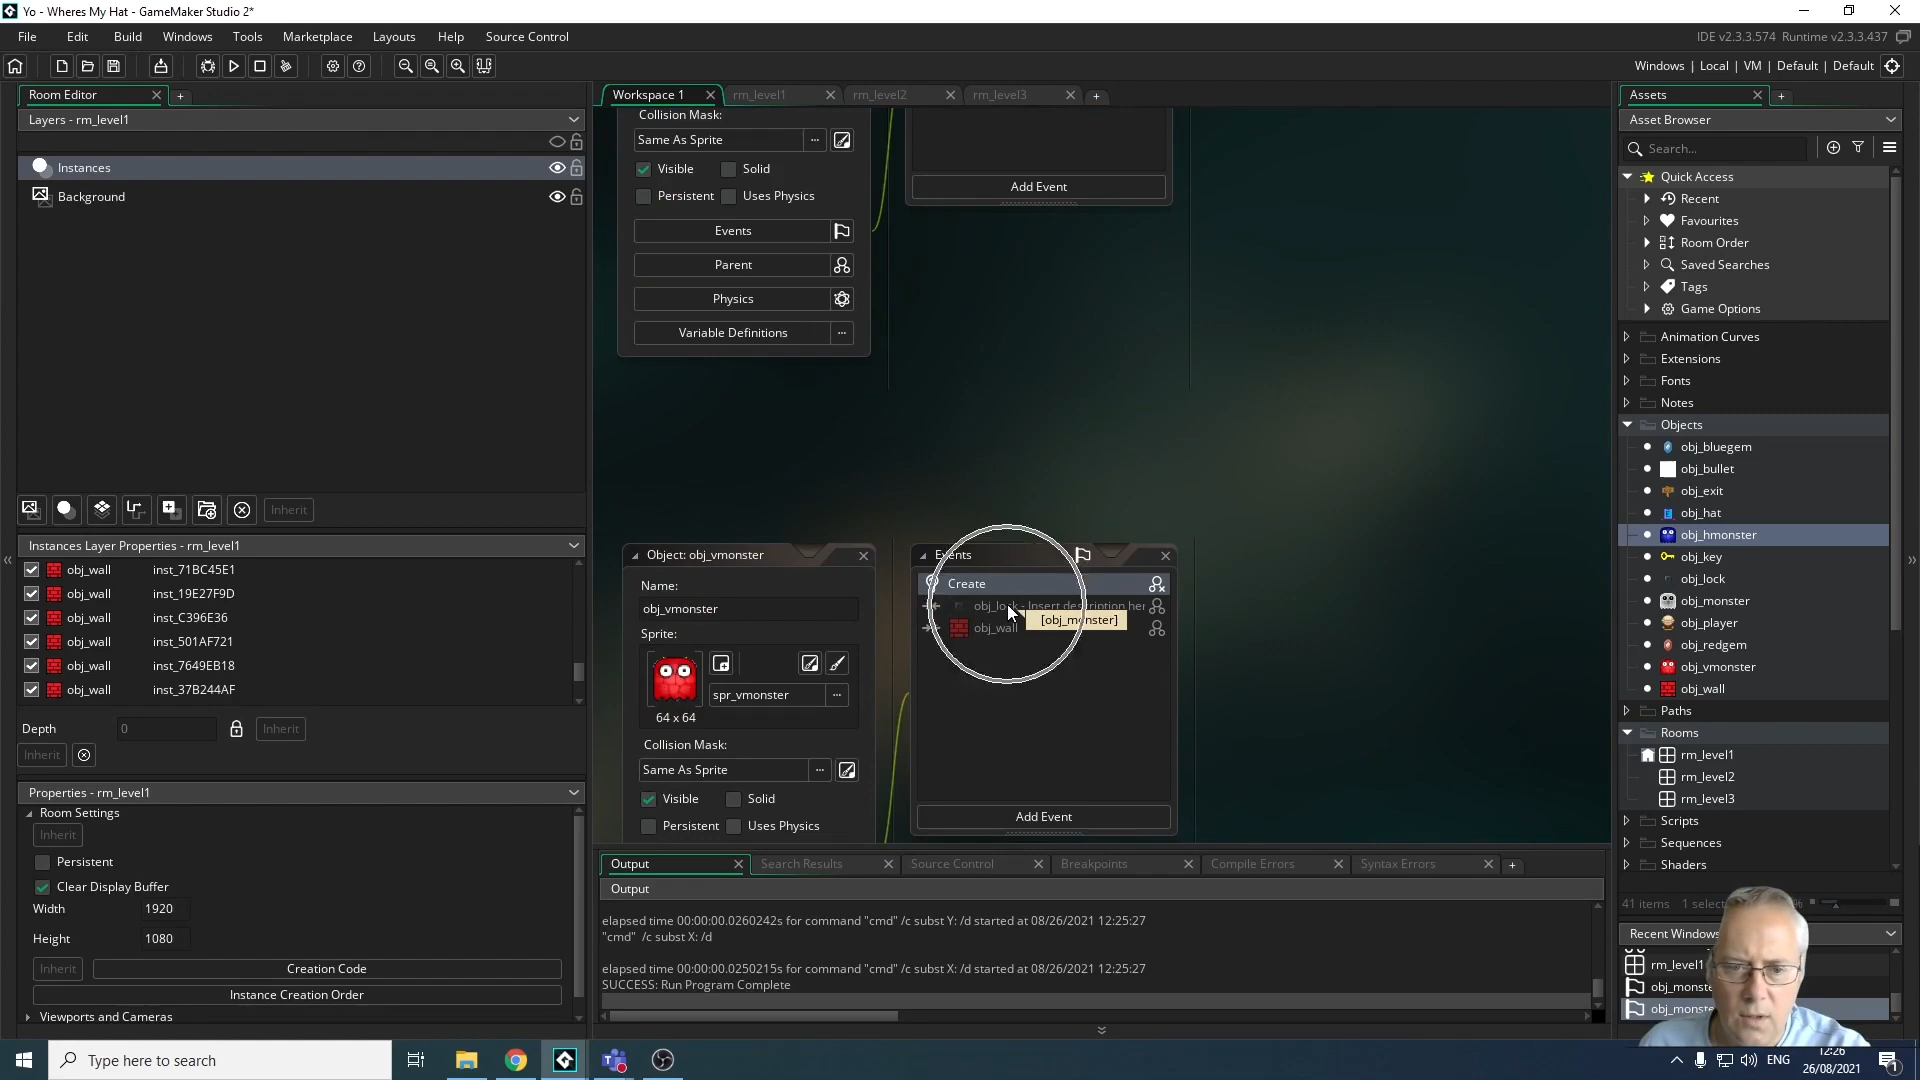 Yo - Wheres My Hat - GameMaker Studio 2*
File Edit Build Windows Tools Marketplace Layouts Help Source Control
IDE v2.3.3.574 Runtime v2.3.3.437
Windows | Local | VM | Default | Default
Room Editor
Layers - rm_level1
Instances
Background
Inherit
Instances Layer Properties - rm_level1
obj_wall inst_71BC45E1
obj_wall inst_19E27F9D
obj_wall inst_C396E36
obj_wall inst_501AF721
obj_wall inst_7649EB18
obj_wall inst_37B244AF
Depth 0 Inherit
Inherit
Properties - rm_level1
Room Settings
Inherit
Persistent
Clear Display Buffer
Width 1920
Height 1080
Inherit Creation Code
Instance Creation Order
Viewports and Cameras
Workspace 1 rm_level1 rm_level2 rm_level3
Collision Mask:
Same As Sprite
Visible Solid
Persistent Uses Physics
Events
Parent
Physics
Variable Definitions
Add Event
Object: obj_vmonster
Name:
obj_vmonster
Sprite:
spr_vmonster
64 x 64
Collision Mask:
Same As Sprite
Visible Solid
Persistent Uses Physics
Events
Create
obj_lock - Insert description her
[obj_monster]
obj_wall
Add Event
Output Search Results Source Control Breakpoints Compile Errors Syntax Errors
Output
elapsed time 00:00:00.0260242s for command "cmd" /c subst Y: /d started at 08/26/2021 12:25:27
"cmd" /c subst X: /d
elapsed time 00:00:00.0250215s for command "cmd" /c subst X: /d started at 08/26/2021 12:25:27
SUCCESS: Run Program Complete
Assets
Asset Browser
Search...
Quick Access
Recent
Favourites
Room Order
Saved Searches
Tags
Game Options
Animation Curves
Extensions
Fonts
Notes
Objects
obj_bluegem
obj_bullet
obj_exit
obj_hat
obj_hmonster
obj_key
obj_lock
obj_monster
obj_player
obj_redgem
obj_vmonster
obj_wall
Paths
Rooms
rm_level1
rm_level2
rm_level3
Scripts
Sequences
Shaders
41 items 1 select
Recent Windows
rm_level1
obj_monste
obj_monste
Type here to search
ENG
12:26
26/08/2021
1